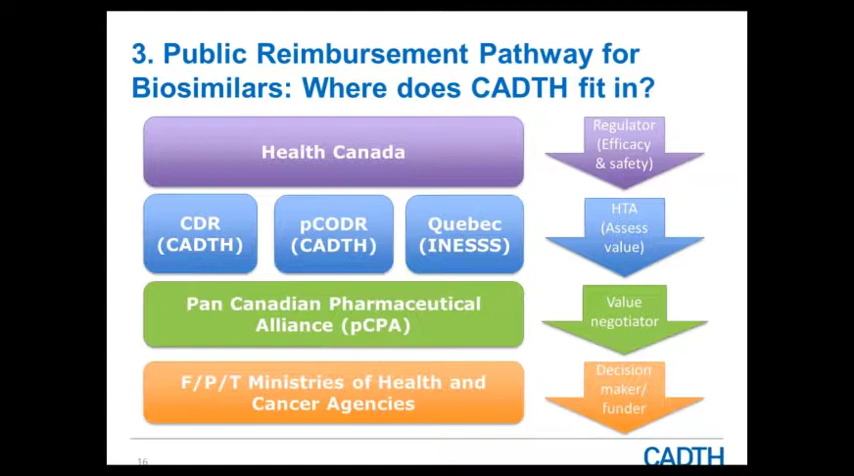 3. Public Reimbursement Pathway for
Biosimilars: Where does CADTH fit in?
Health Canada
Regulator
(Efficacy
& safety)
CDR
(CADTH)
pCODR
(CADTH)
Quebec
(INESSS)
HTA
(Assess
value)
Pan Canadian Pharmaceutical
Alliance (pCPA)
Value
negotiator
F/P/T Ministries of Health and
Cancer Agencies
Decision
maker/
funder
16
CADTH